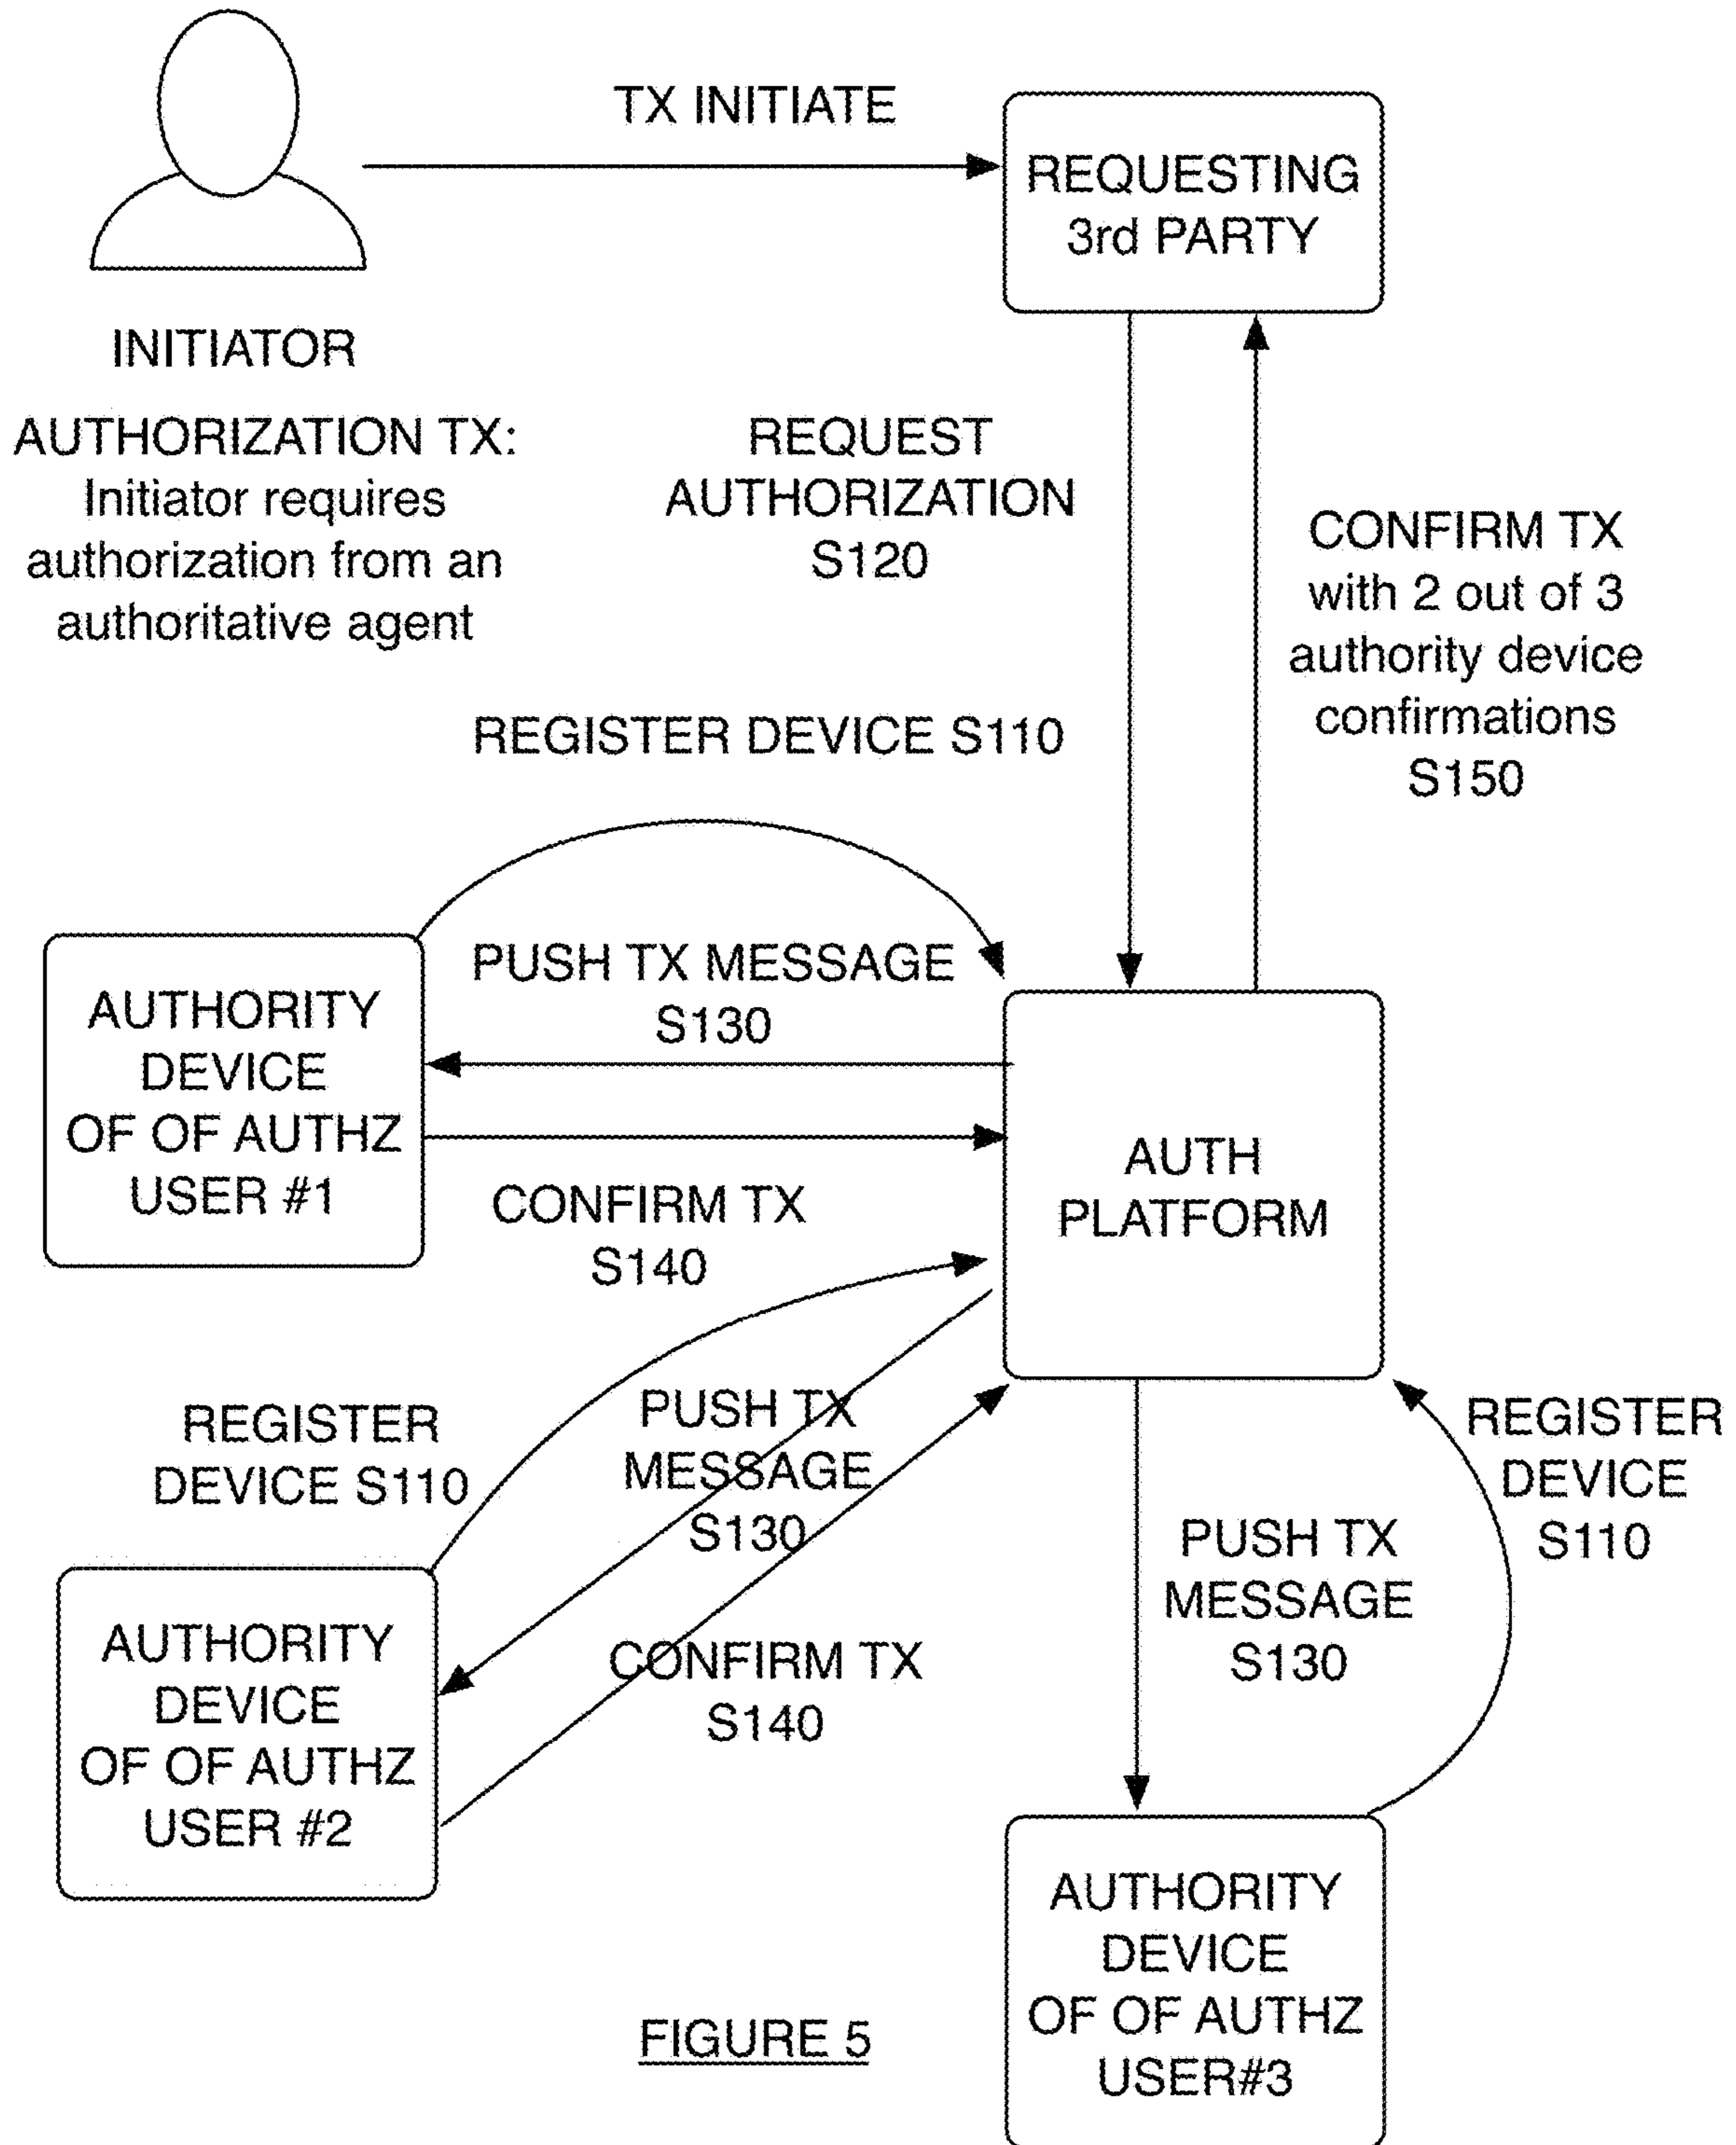 TX INITIATE
REQUESTING
3rd PARTY
INITIATOR
AUTHORIZATION TX:
Initiator requires
authorization from an
authoritative agent
REQUEST
AUTHORIZATION
S120
CONFIRM TX
with 2 out of 3
authority device
confirmations
S150
REGISTER DEVICE S110
PUSH TX MESSAGE
S130
AUTHORITY
DEVICE
OF OF AUTHZ
USER #1
CONFIRM TX
S140
AUTH
PLATFORM
REGISTER
DEVICE S110
PUSH TX
MESSAGE
S130
REGISTER
DEVICE
S110
PUSH TX
MESSAGE
S130
CONFIRM TX
S140
AUTHORITY
DEVICE
OF OF AUTHZ
USER #2
AUTHORITY
DEVICE
OF OF AUTHZ
USER#3
FIGURE 5